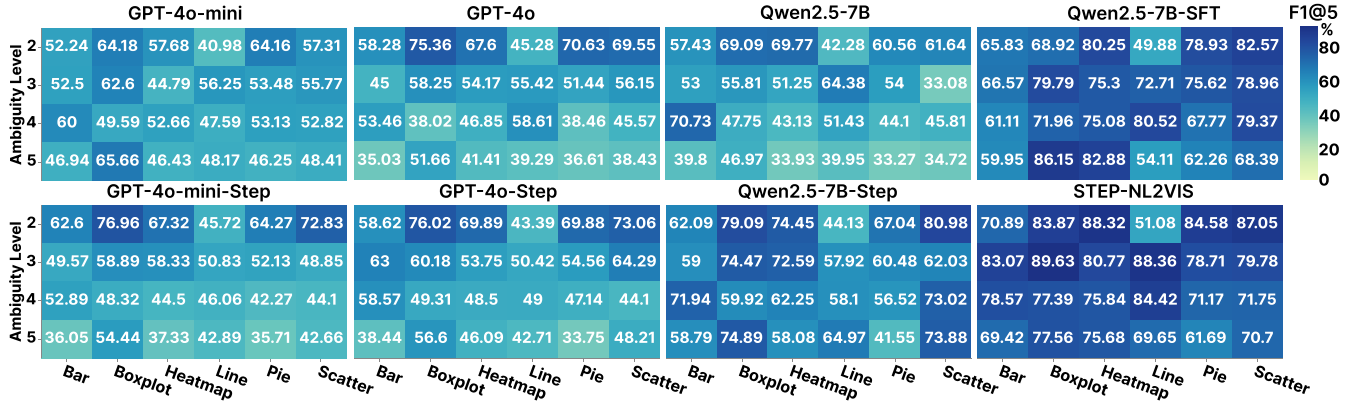 GPT-4o-mini GPT-4o Qwen2.5-7B Qwen2.5-7B-SFT F1@5
%
Ambiguity Level
2 52.24 64.18 57.68 40.98 64.16 57.31 58.28 75.36 67.6 45.28 70.63 69.55 57.43 69.09 69.77 42.28 60.56 61.64 65.83 68.92 80.25 49.88 78.93 82.57 80
3 52.5 62.6 44.79 56.25 53.48 55.77 45 58.25 54.17 55.42 51.44 56.15 53 55.81 51.25 64.38 54 33.08 66.57 79.79 75.3 72.71 75.62 78.96 60
4 60 49.59 52.66 47.59 53.13 52.82 53.46 38.02 46.85 58.61 38.46 45.57 70.73 47.75 43.13 51.43 44.1 45.81 61.11 71.96 75.08 80.52 67.77 79.37 40
5 46.94 65.66 46.43 48.17 46.25 48.41 35.03 51.66 41.41 39.29 36.61 38.43 39.8 46.97 33.93 39.95 33.27 34.72 59.95 86.15 82.88 54.11 62.26 68.39 20
0
GPT-4o-mini-Step GPT-4o-Step Qwen2.5-7B-Step STEP-NL2VIS
Ambiguity Level
2 62.6 76.96 67.32 45.72 64.27 72.83 58.62 76.02 69.89 43.39 69.88 73.06 62.09 79.09 74.45 44.13 67.04 80.98 70.89 83.87 88.32 51.08 84.58 87.05
3 49.57 58.89 58.33 50.83 52.13 48.85 63 60.18 53.75 50.42 54.56 64.29 59 74.47 72.59 57.92 60.48 62.03 83.07 89.63 80.77 88.36 78.71 79.78
4 52.89 48.32 44.5 46.06 42.27 44.1 58.57 49.31 48.5 49 47.14 44.1 71.94 59.92 62.25 58.1 56.52 73.02 78.57 77.39 75.84 84.42 71.17 71.75
5 36.05 54.44 37.33 42.89 35.71 42.66 38.44 56.6 46.09 42.71 33.75 48.21 58.79 74.89 58.08 64.97 41.55 73.88 69.42 77.56 75.68 69.65 61.69 70.7
Bar Boxplot Heatmap Line Pie Scatter Bar Boxplot Heatmap Line Pie Scatter Bar Boxplot Heatmap Line Pie Scatter Bar Boxplot Heatmap Line Pie Scatter